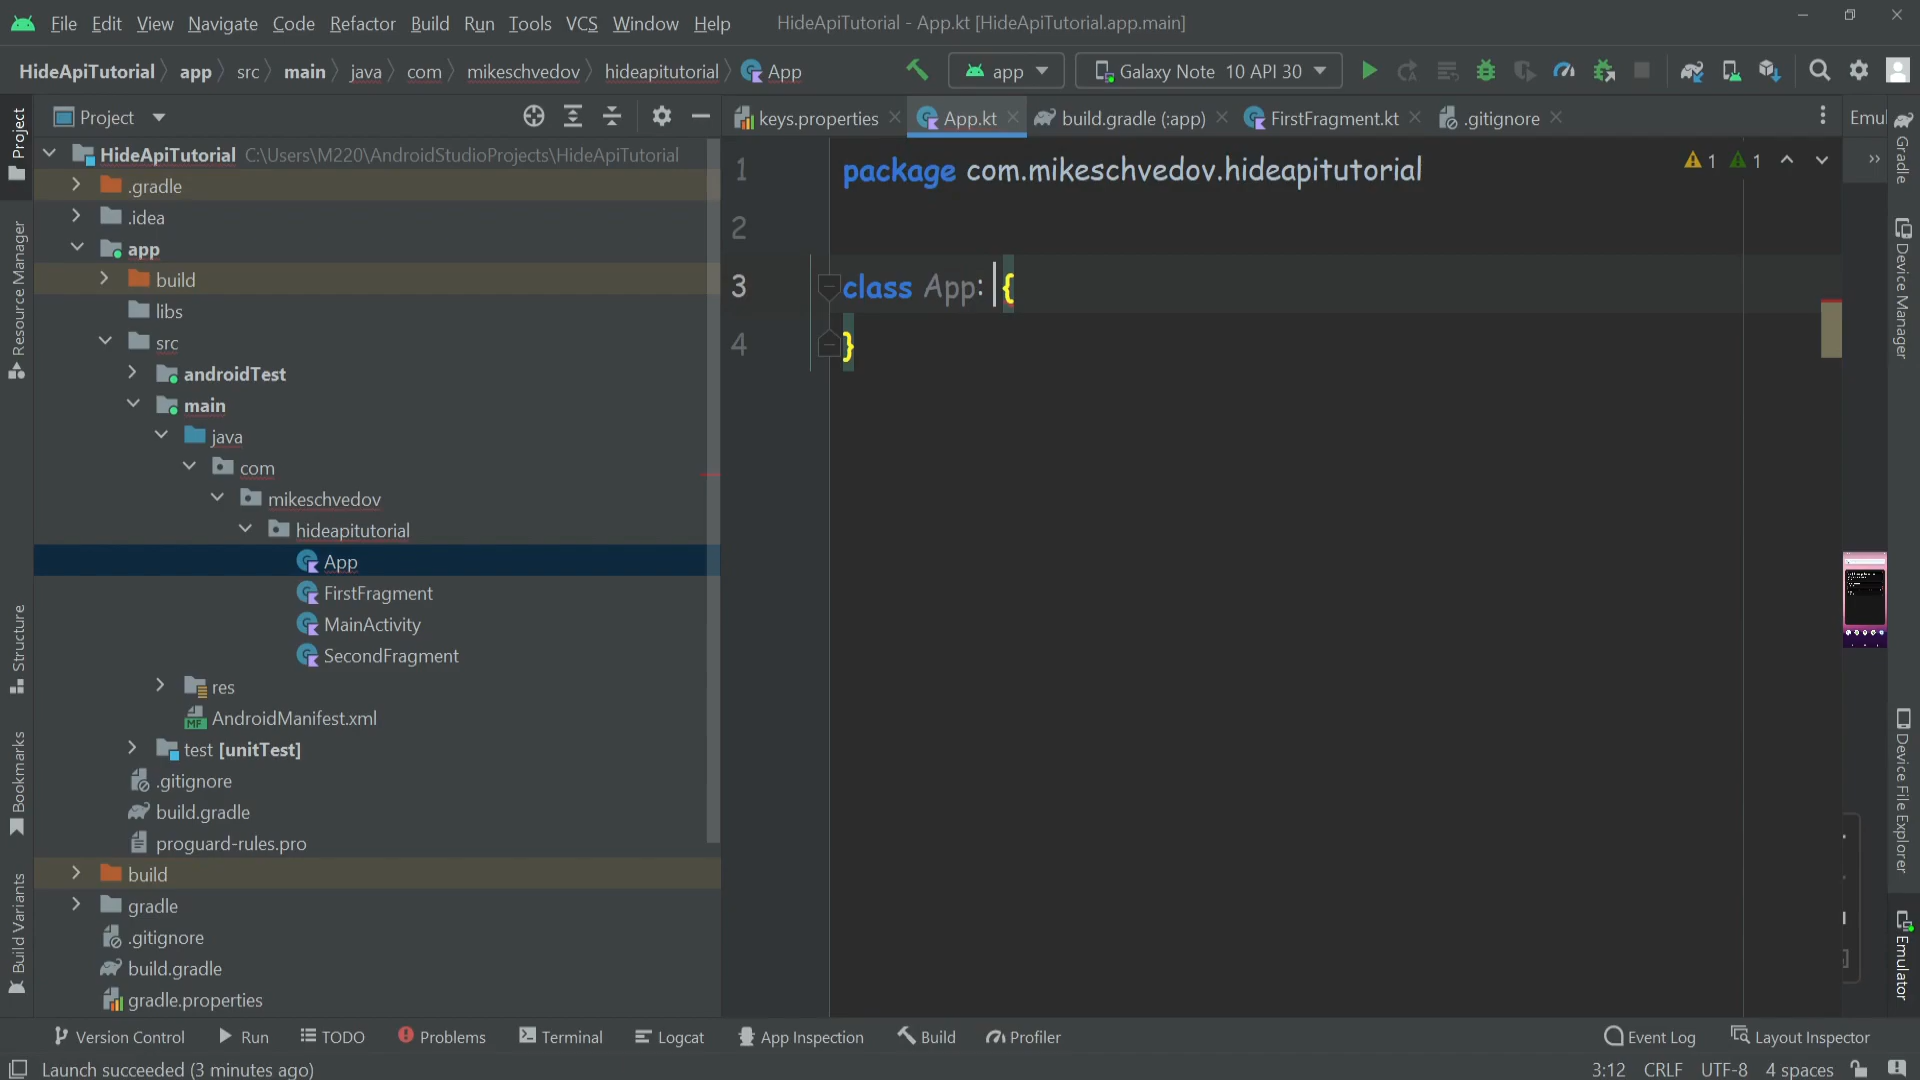 File Edit View Navigate Code Refactor Build Run Tools VCS Window Help HideApiTutorial - App.kt [HideApiTutorial.app.main]
HideApiTutorial app src main java com mikeschvedov hideapitutorial App app Galaxy Note 10 API 30
Project keys.properties App.kt build.gradle (:app) FirstFragment.kt .gitignore Emul
HideApiTutorial C:\Users\M220\AndroidStudioProjects\HideApiTutorial
.gradle
.idea
app
build
libs
src
androidTest
main
java
com
mikeschvedov
hideapitutorial
App
FirstFragment
MainActivity
SecondFragment
res
AndroidManifest.xml
test [unitTest]
.gitignore
build.gradle
proguard-rules.pro
build
gradle
.gitignore
build.gradle
gradle.properties
1 package com.mikeschvedov.hideapitutorial
2
3 class App: {
4 }
1 1
Project
Resource Manager
Structure
Bookmarks
Build Variants
Gradle
Device Manager
Device File Explorer
Emulator
Version Control Run TODO Problems Terminal Logcat App Inspection Build Profiler Event Log Layout Inspector
Launch succeeded (3 minutes ago) 3:12 CRLF UTF-8 4 spaces